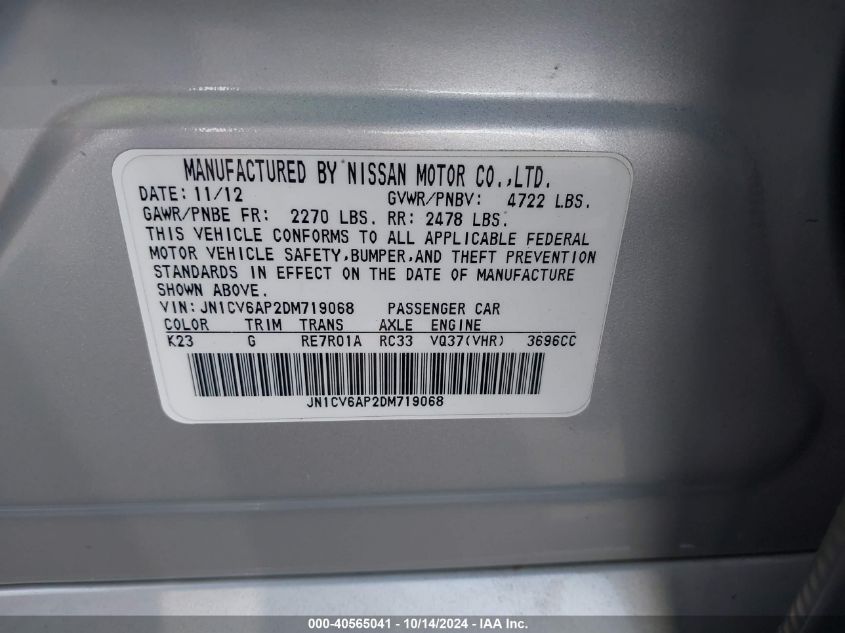 MANUFACTURED BY NISSAN MOTOR CO.,LTD.
DATE: 11/12 GVWR/PNBV: 4722 LBS.
GAWR/PNBE FR: 2270 LBS. RR: 2478 LBS.
THIS VEHICLE CONFORMS TO ALL APPLICABLE FEDERAL
MOTOR VEHICLE SAFETY,BUMPER,AND THEFT PREVENTION
STANDARDS IN EFFECT ON THE DATE OF MANUFACTURE
SHOWN ABOVE.
VIN: JN1CV6AP2DM719068 PASSENGER CAR
COLOR TRIM TRANS AXLE ENGINE
K23 G RE7R01A RC33 VQ37(VHR) 3696CC
JN1CV6AP2DM719068
000-40565041 - 10/14/2024 - IAA Inc.